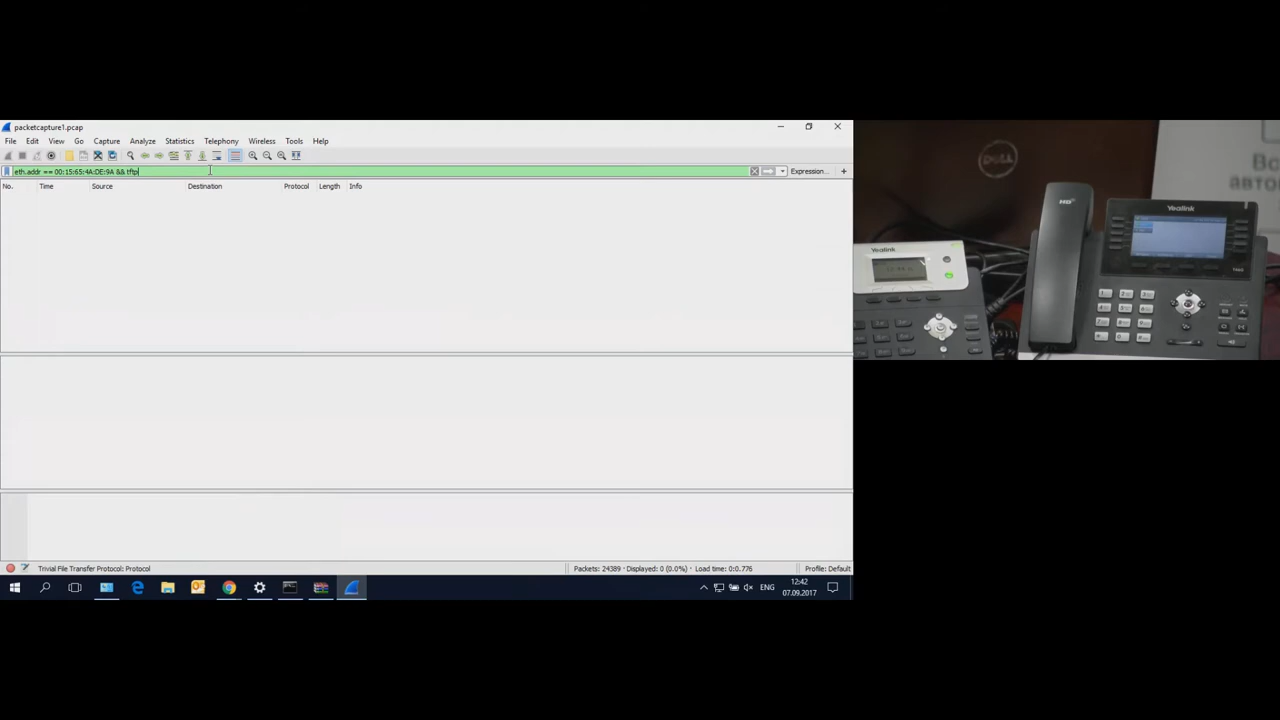 packetcapture1.pcap
File Edit View Go Capture Analyze Statistics Telephony Wireless Tools Help
eth.addr == 00:15:65:4A:DE:9A && tftp
Expression... +
No. Time Source Destination Protocol Length Info
Trivial File Transfer Protocol: Protocol
Packets: 24389 · Displayed: 0 (0.0%) · Load time: 0:0.776
Profile: Default
ENG
12:42
07.09.2017
DELL
HD
Yealink
Yealink